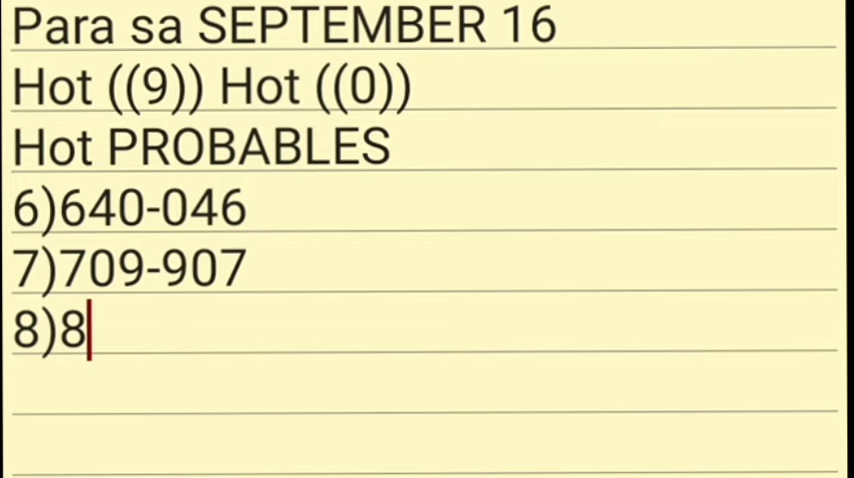 Para sa SEPTEMBER 16
Hot ((9)) Hot ((0))
Hot PROBABLES
6)640-046
7)709-907
8)8